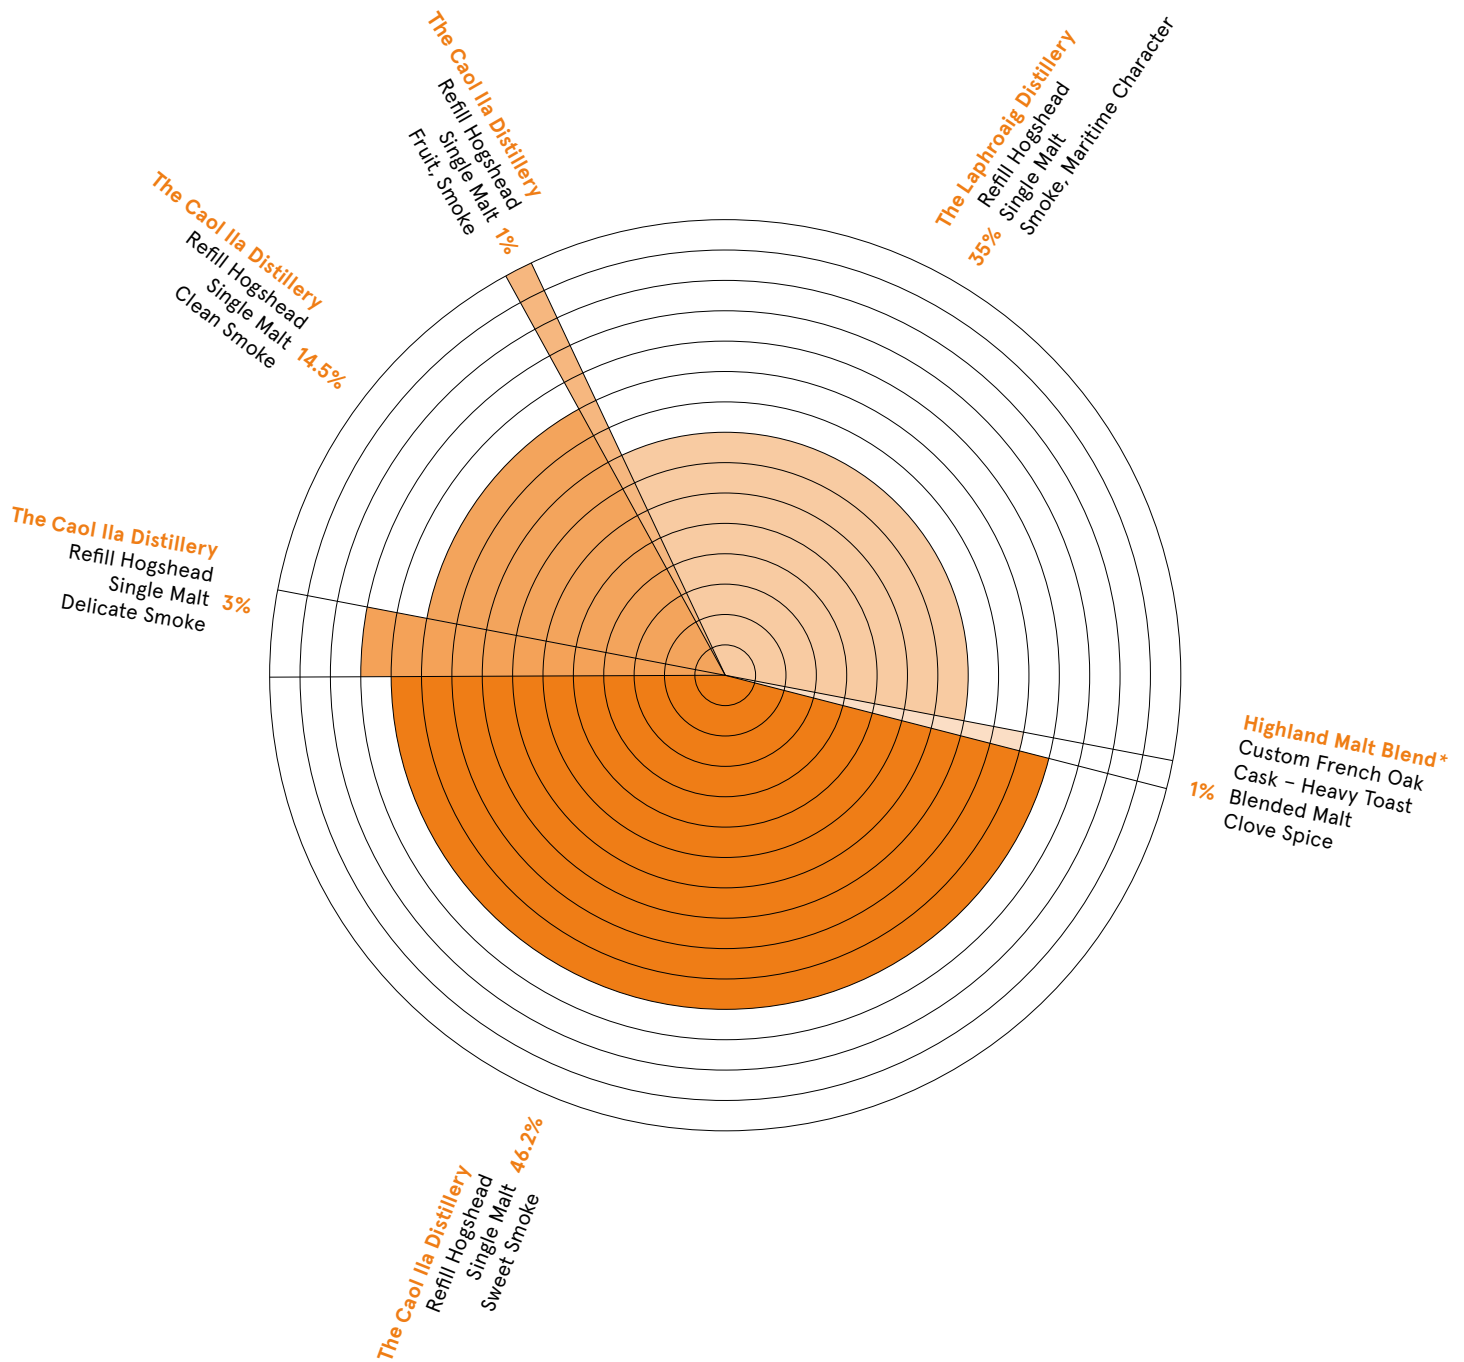 The Caol Ila Distillery
Refill Hogshead
Single Malt 1%
Fruit, Smoke
The Laphroaig Distillery
Refill Hogshead
35% Single Malt
Smoke, Maritime Character
The Caol Ila Distillery
Refill Hogshead
Single Malt 14.5%
Clean Smoke
The Caol Ila Distillery
Refill Hogshead
Single Malt 3%
Delicate Smoke
Highland Malt Blend*
Custom French Oak
Cask – Heavy Toast
1% Blended Malt
Clove Spice
The Caol Ila Distillery
Refill Hogshead
Single Malt 46.2%
Sweet Smoke